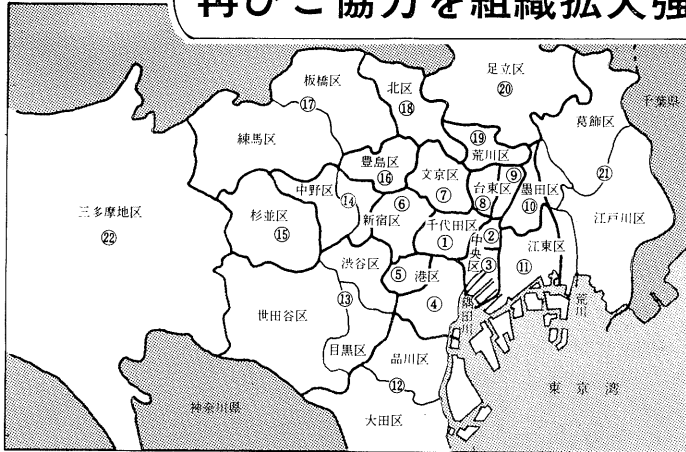 再びご協力を組織拡大強
足立区
⑳
板橋区
⑰
北区
⑱
千葉県
葛飾区
㉑
練馬区
⑲
荒川区
豊島区
⑯
文京区
⑦
台東区
⑧
⑨
墨田区
⑩
中野区
⑭
⑥
新宿区
三多摩地区
㉒
杉並区
⑮
千代田区
①
②
中央区
③
江東区
⑪
江戸川区
渋谷区
⑬
⑤
港区
④
隅田川
荒川
世田谷区
目黒区
品川区
⑫
東京湾
神奈川県
大田区